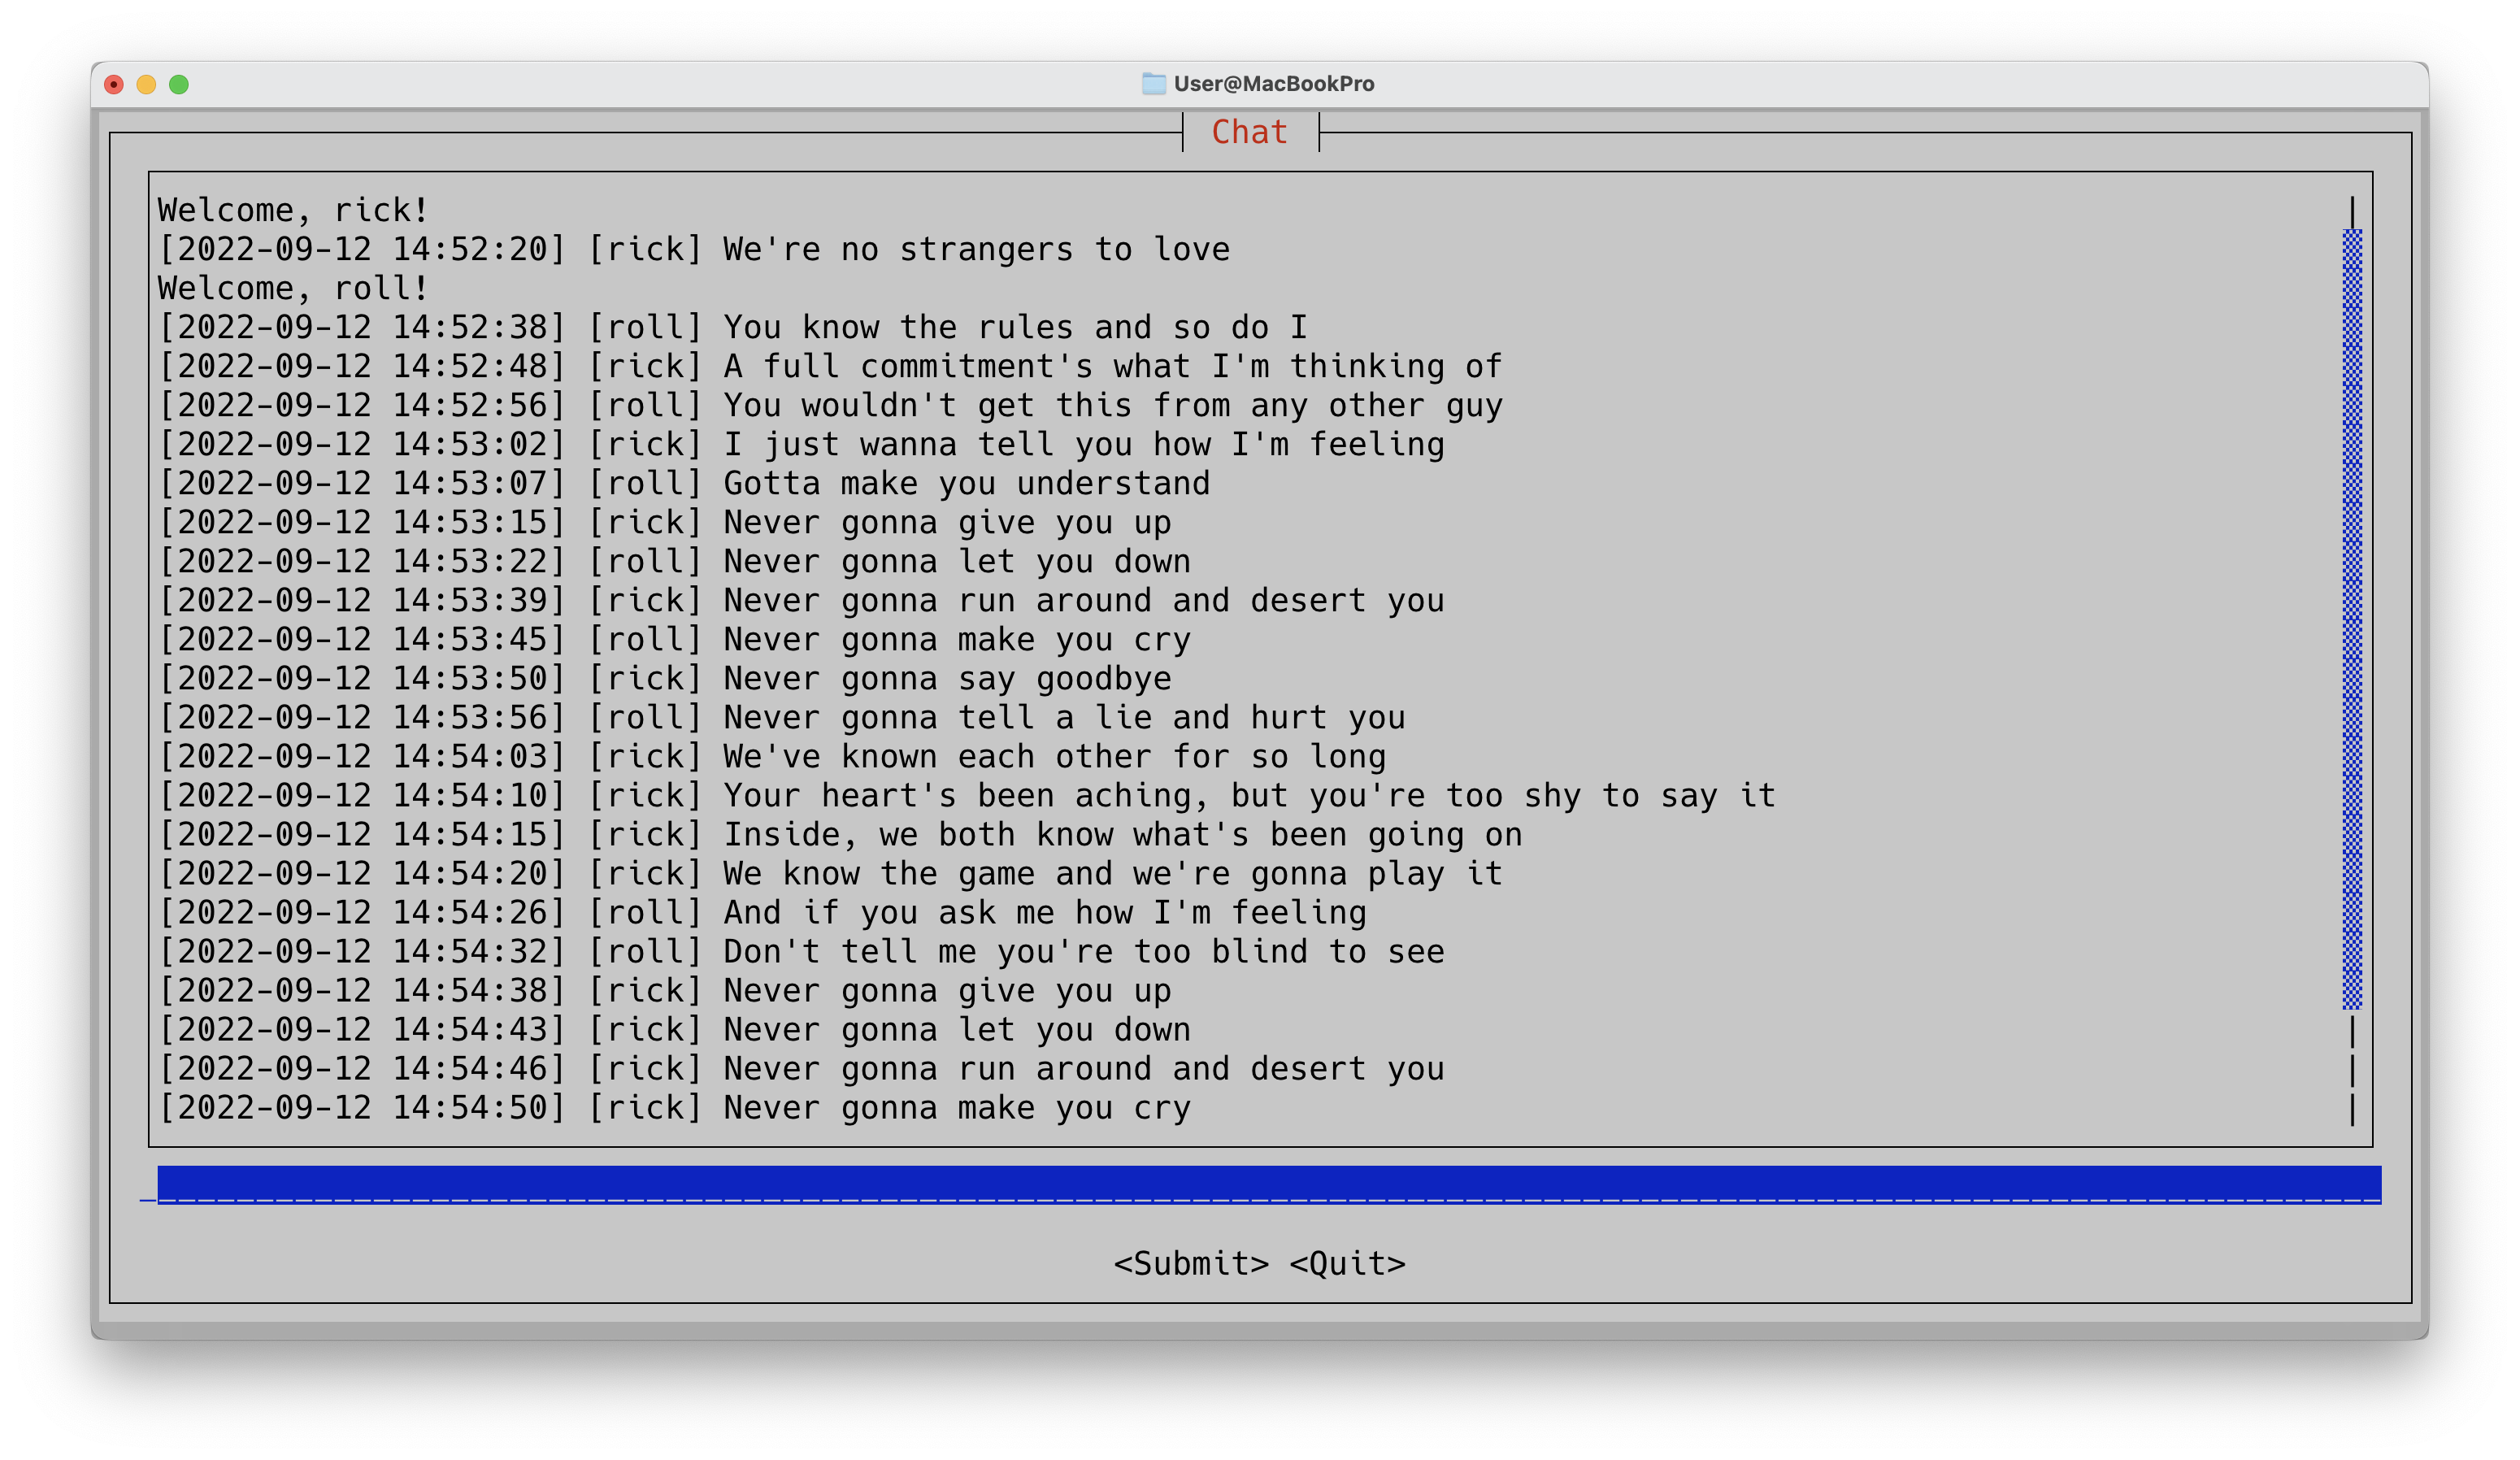 User@MacBookPro
Chat
Welcome, rick!
[2022-09-12 14:52:20] [rick] We're no strangers to love
Welcome, roll!
[2022-09-12 14:52:38] [roll] You know the rules and so do I
[2022-09-12 14:52:48] [rick] A full commitment's what I'm thinking of
[2022-09-12 14:52:56] [roll] You wouldn't get this from any other guy
[2022-09-12 14:53:02] [rick] I just wanna tell you how I'm feeling
[2022-09-12 14:53:07] [roll] Gotta make you understand
[2022-09-12 14:53:15] [rick] Never gonna give you up
[2022-09-12 14:53:22] [roll] Never gonna let you down
[2022-09-12 14:53:39] [rick] Never gonna run around and desert you
[2022-09-12 14:53:45] [roll] Never gonna make you cry
[2022-09-12 14:53:50] [rick] Never gonna say goodbye
[2022-09-12 14:53:56] [roll] Never gonna tell a lie and hurt you
[2022-09-12 14:54:03] [rick] We've known each other for so long
[2022-09-12 14:54:10] [rick] Your heart's been aching, but you're too shy to say it
[2022-09-12 14:54:15] [rick] Inside, we both know what's been going on
[2022-09-12 14:54:20] [rick] We know the game and we're gonna play it
[2022-09-12 14:54:26] [roll] And if you ask me how I'm feeling
[2022-09-12 14:54:32] [roll] Don't tell me you're too blind to see
[2022-09-12 14:54:38] [rick] Never gonna give you up
[2022-09-12 14:54:43] [rick] Never gonna let you down
[2022-09-12 14:54:46] [rick] Never gonna run around and desert you
[2022-09-12 14:54:50] [rick] Never gonna make you cry
<Submit> <Quit>